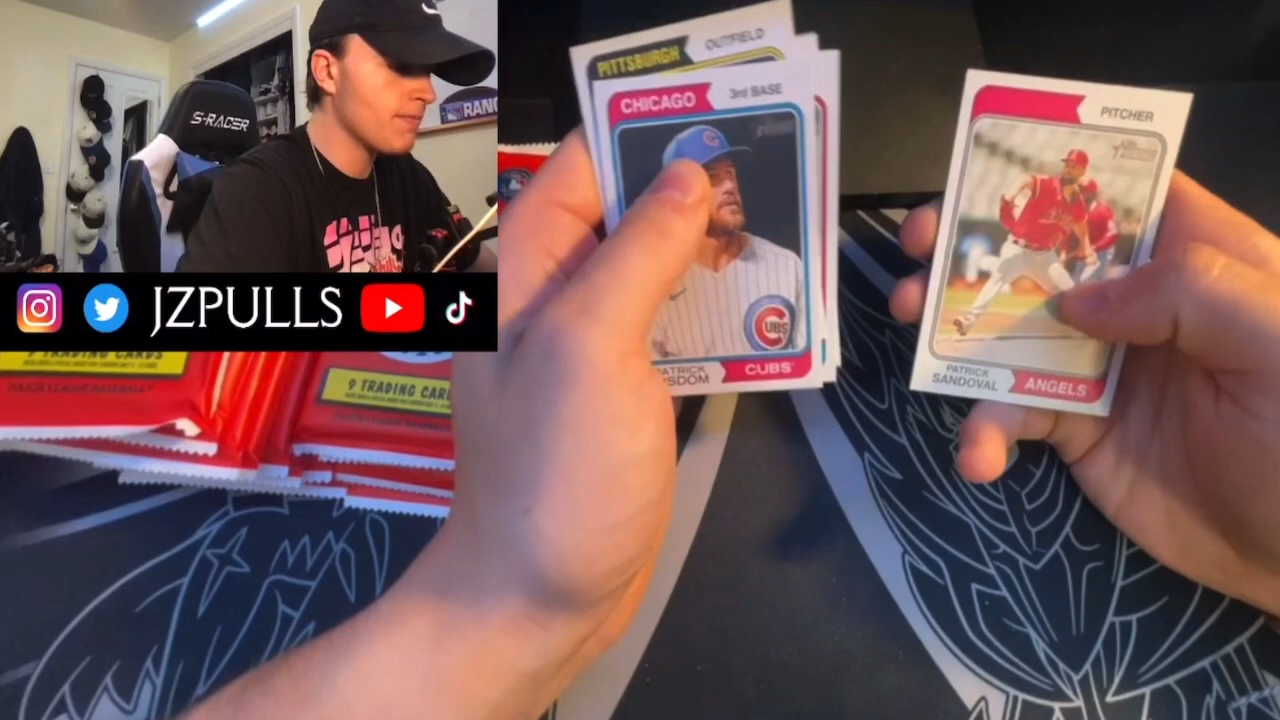 S-RACER
RANG
JZPULLS
9 TRADING CARDS
9 TRADING CARD
PITTSBURGH OUTFIELD
CHICAGO 3rd BASE
CUBS
PATRICK
WISDOM CUBS
PITCHER
PATRICK
SANDOVAL ANGELS